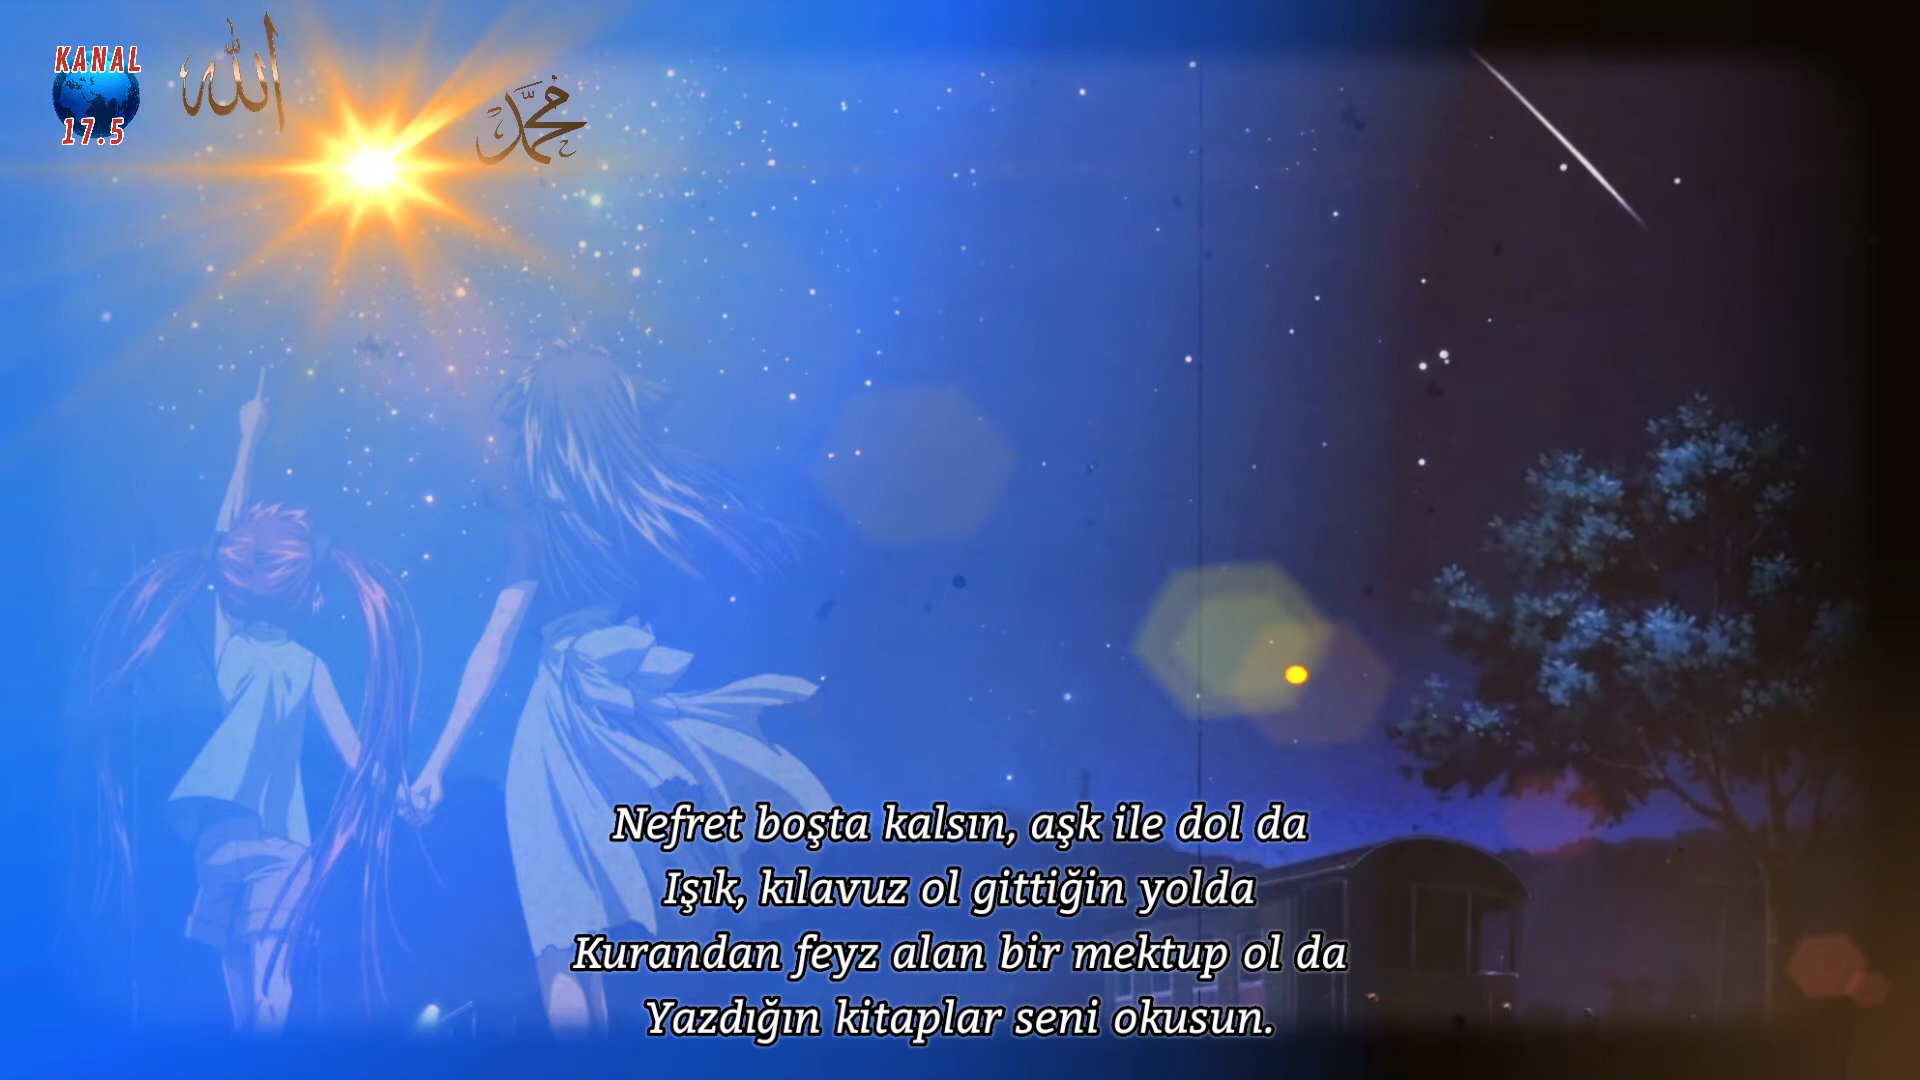 KANAL
17.5
الله
محمد
Nefret boşta kalsın, aşk ile dol da
Işık, kılavuz ol gittiğin yolda
Kurandan feyz alan bir mektup ol da
Yazdığın kitaplar seni okusun.